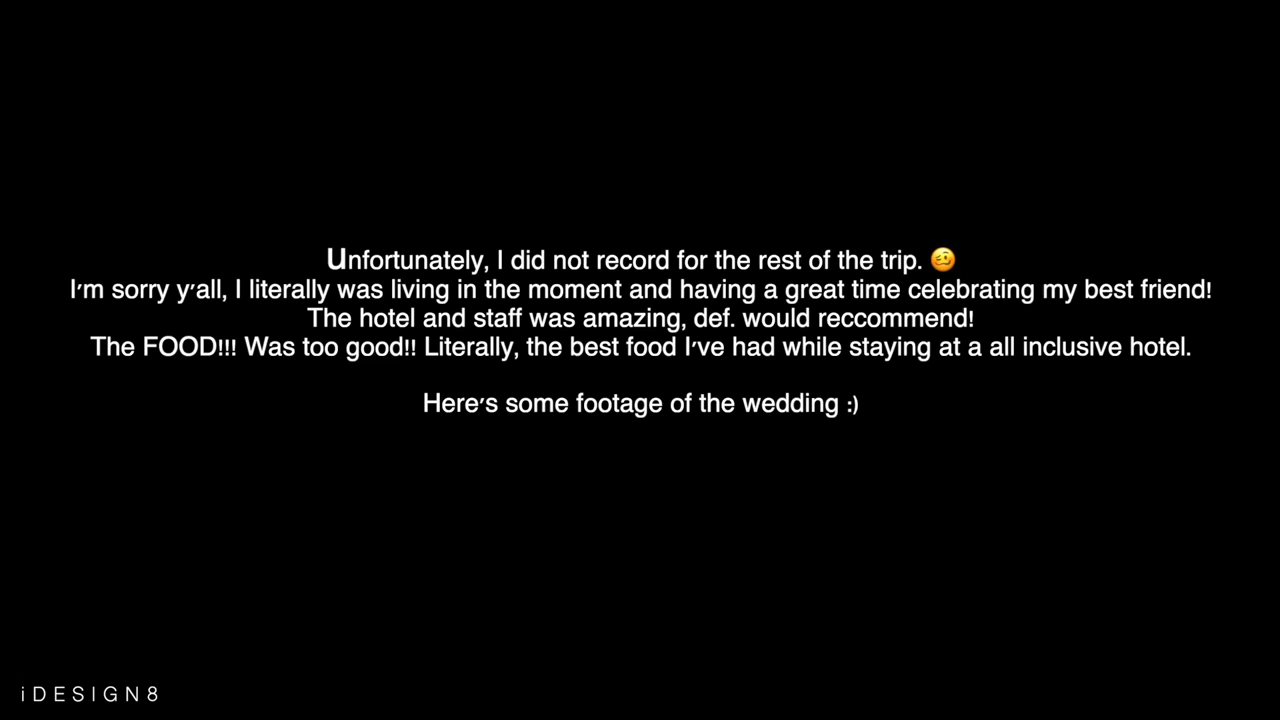 Unfortunately, I did not record for the rest of the trip. 🥴
I'm sorry y'all, I literally was living in the moment and having a great time celebrating my best friend!
The hotel and staff was amazing, def. would reccommend!
The FOOD!!! Was too good!! Literally, the best food I've had while staying at a all inclusive hotel.
Here's some footage of the wedding :)
iDESIGN8